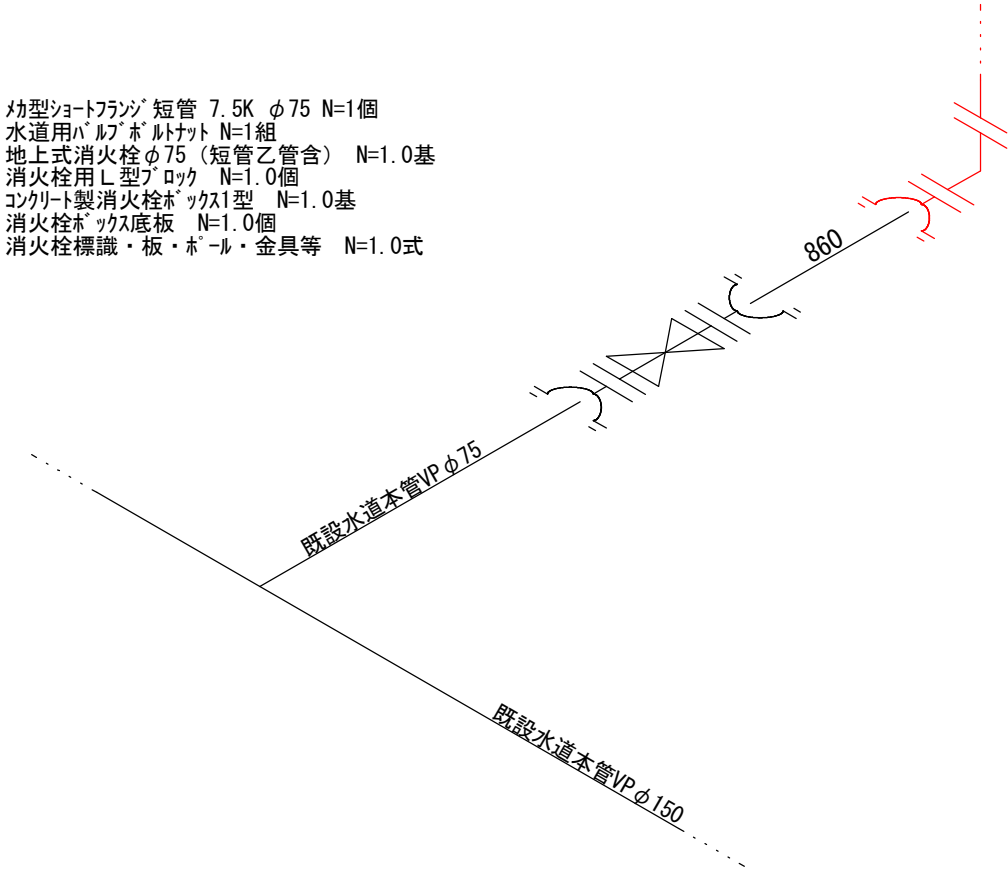 ﾒｶ型ｼｮｰﾄﾌﾗﾝｼﾞ短管 7.5K φ75 N=1個
水道用ﾊﾞﾙﾌﾞﾎﾞﾙﾄﾅｯﾄ N=1組
地上式消火栓φ75（短管乙管含） N=1.0基
消火栓用Ｌ型ﾌﾞﾛｯｸ N=1.0個
ｺﾝｸﾘｰﾄ製消火栓ﾎﾞｯｸｽ1型 N=1.0基
消火栓ﾎﾞｯｸｽ底板 N=1.0個
消火栓標識・板・ﾎﾟｰﾙ・金具等 N=1.0式
860
既設水道本管VPφ75
既設水道本管VPφ150